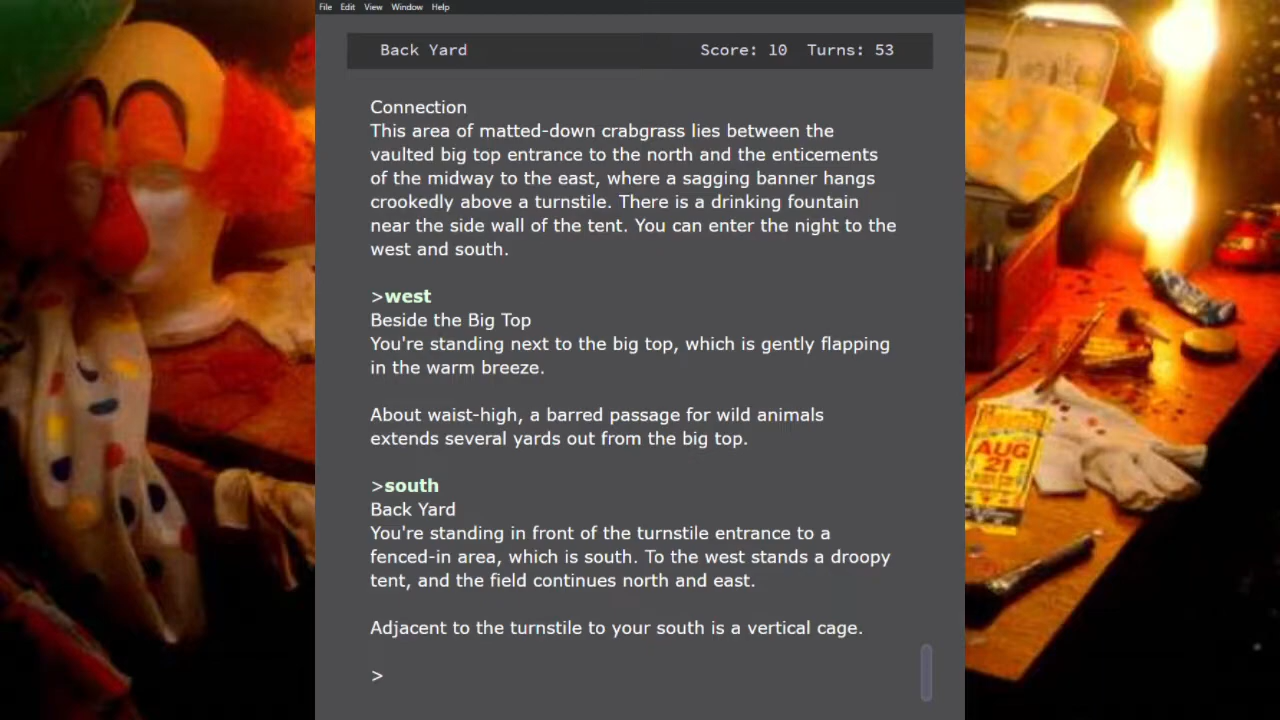 File Edit View Window Help
Back Yard Score: 10 Turns: 53
Connection
This area of matted-down crabgrass lies between the
vaulted big top entrance to the north and the enticements
of the midway to the east, where a sagging banner hangs
crookedly above a turnstile. There is a drinking fountain
near the side wall of the tent. You can enter the night to the
west and south.
>west
Beside the Big Top
You're standing next to the big top, which is gently flapping
in the warm breeze.
About waist-high, a barred passage for wild animals
extends several yards out from the big top.
>south
Back Yard
You're standing in front of the turnstile entrance to a
fenced-in area, which is south. To the west stands a droopy
tent, and the field continues north and east.
Adjacent to the turnstile to your south is a vertical cage.
>
AUG
21